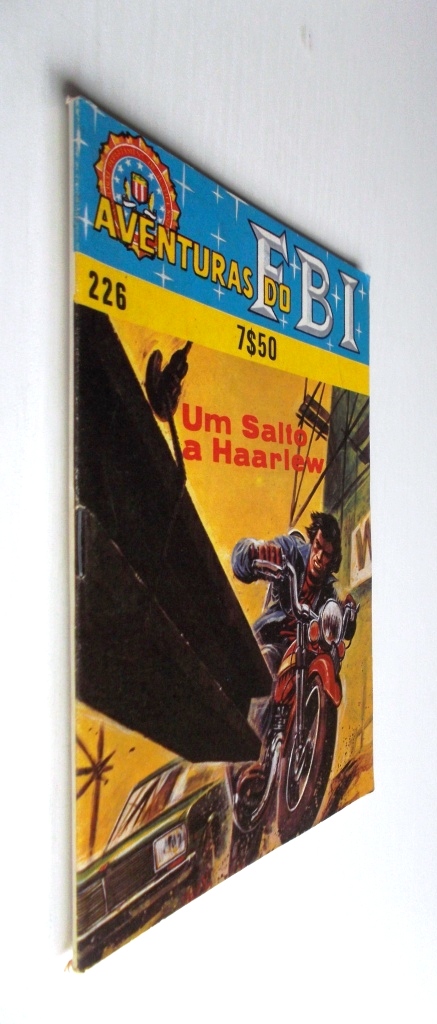 AVENTURAS DO
FBI
226
7$50
Um Salto
a Haarlew